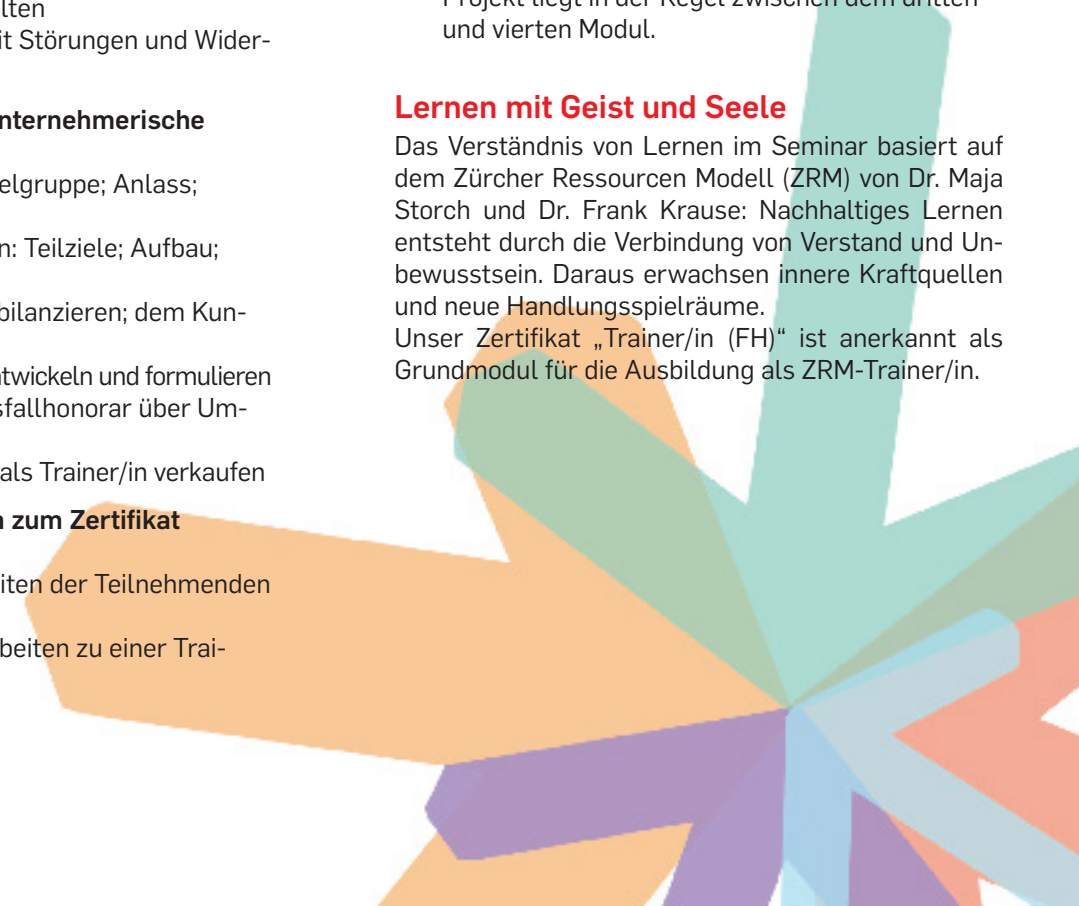 lten
it Störungen und Wider-
nternehmerische
elgruppe; Anlass;
n: Teilziele; Aufbau;
bilanzieren; dem Kun-
twickeln und formulieren
sfallhonorar über Um-
als Trainer/in verkaufen
n zum Zertifikat
iten der Teilnehmenden
beiten zu einer Trai-
Projekt liegt in der Regel zwischen dem dritten
und vierten Modul.
Lernen mit Geist und Seele
Das Verständnis von Lernen im Seminar basiert auf
dem Zürcher Ressourcen Modell (ZRM) von Dr. Maja
Storch und Dr. Frank Krause: Nachhaltiges Lernen
entsteht durch die Verbindung von Verstand und Un-
bewusstsein. Daraus erwachsen innere Kraftquellen
und neue Handlungsspielräume.
Unser Zertifikat „Trainer/in (FH)“ ist anerkannt als
Grundmodul für die Ausbildung als ZRM-Trainer/in.